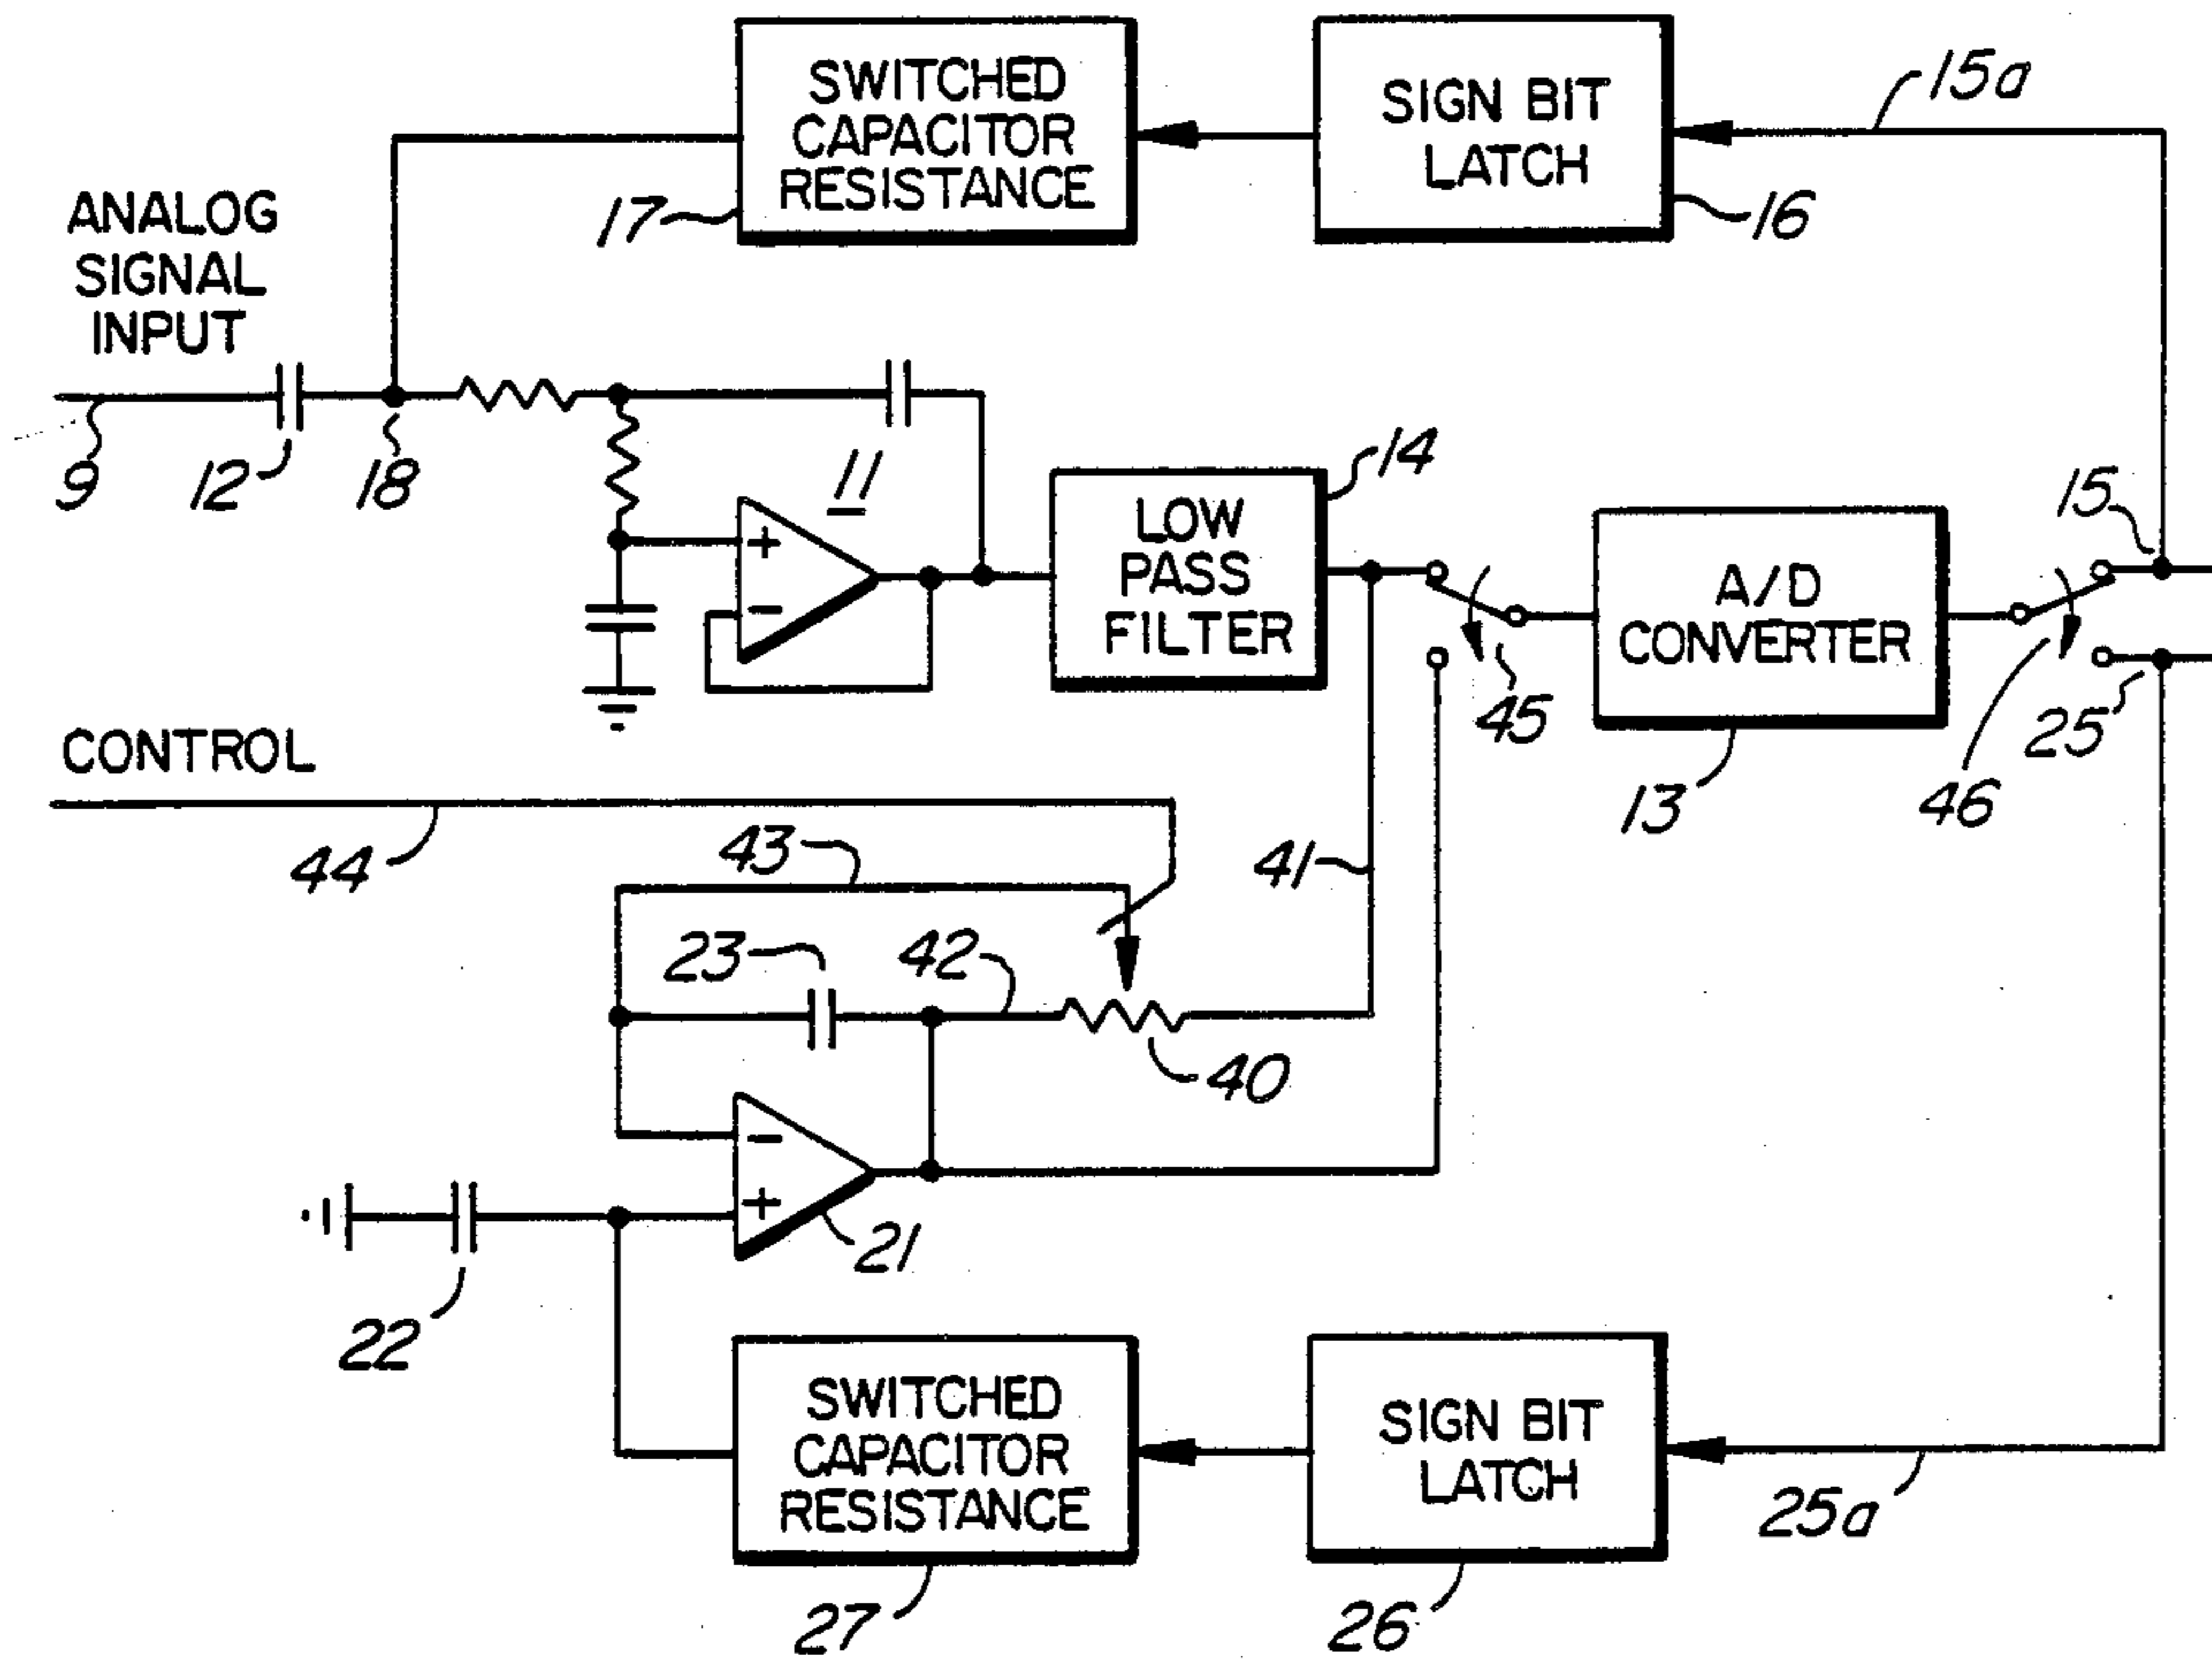 SWITCHED
CAPACITOR
RESISTANCE
17
SIGN BIT
LATCH
16
15a
ANALOG
SIGNAL
INPUT
9
12
18
11
+
−
LOW
PASS
FILTER
14
45
A/D
CONVERTER
13
46
15
25
CONTROL
44
43
41
23
42
40
−
+
21
22
SWITCHED
CAPACITOR
RESISTANCE
27
SIGN BIT
LATCH
26
25a